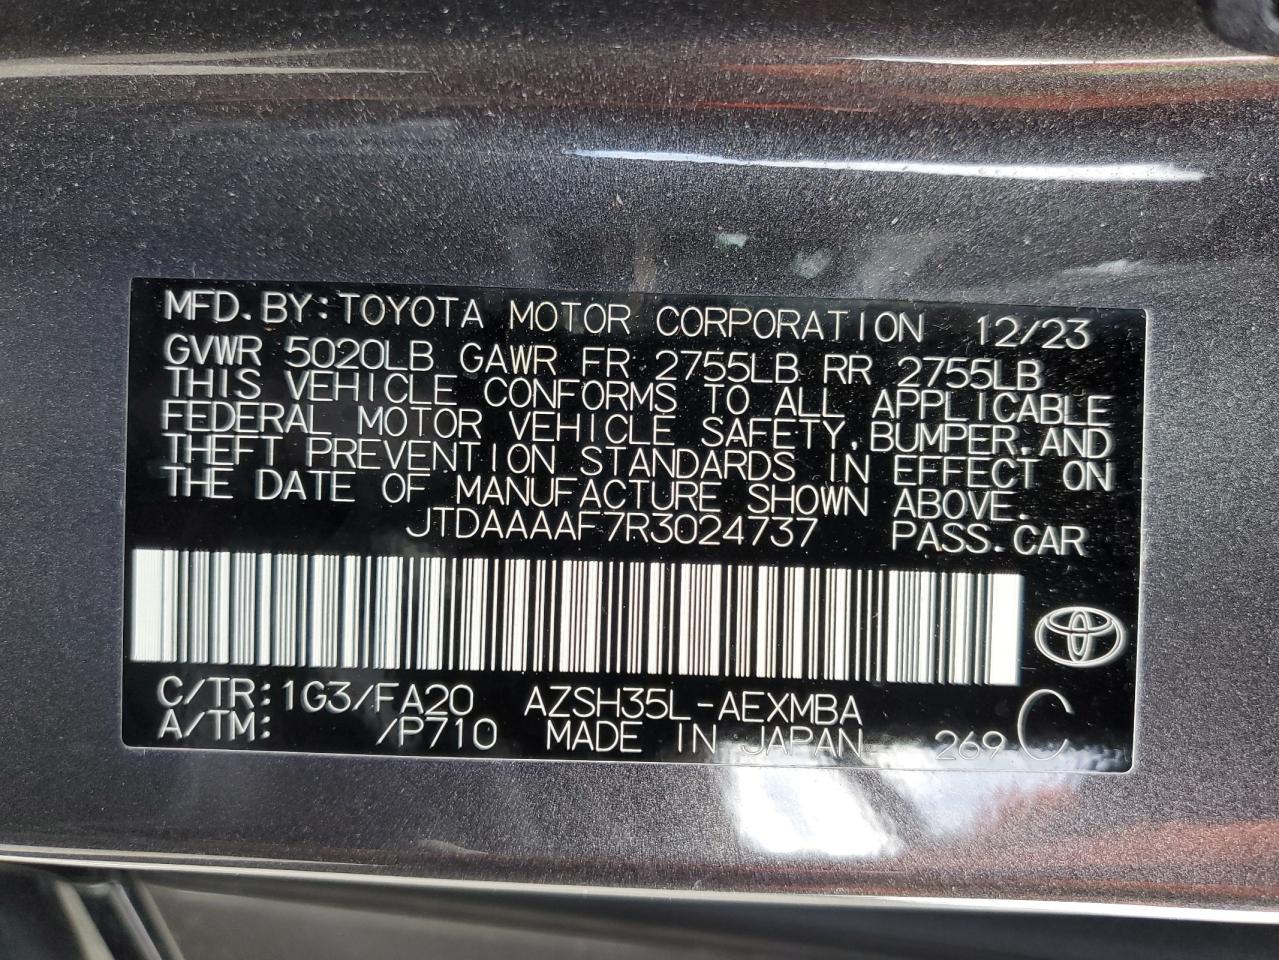 MFD.BY:TOYOTA MOTOR CORPORATION 12/23
GVWR 5020LB GAWR FR 2755LB RR 2755LB
THIS VEHICLE CONFORMS TO ALL APPLICABLE
FEDERAL MOTOR VEHICLE SAFETY,BUMPER,AND
THEFT PREVENTION STANDARDS IN EFFECT ON
THE DATE OF MANUFACTURE SHOWN ABOVE.
JTDAAAAF7R3024737 PASS.CAR
C/TR:1G3/FA20 AZSH35L-AEXMBA C
A/TM: /P710 MADE IN JAPAN 269